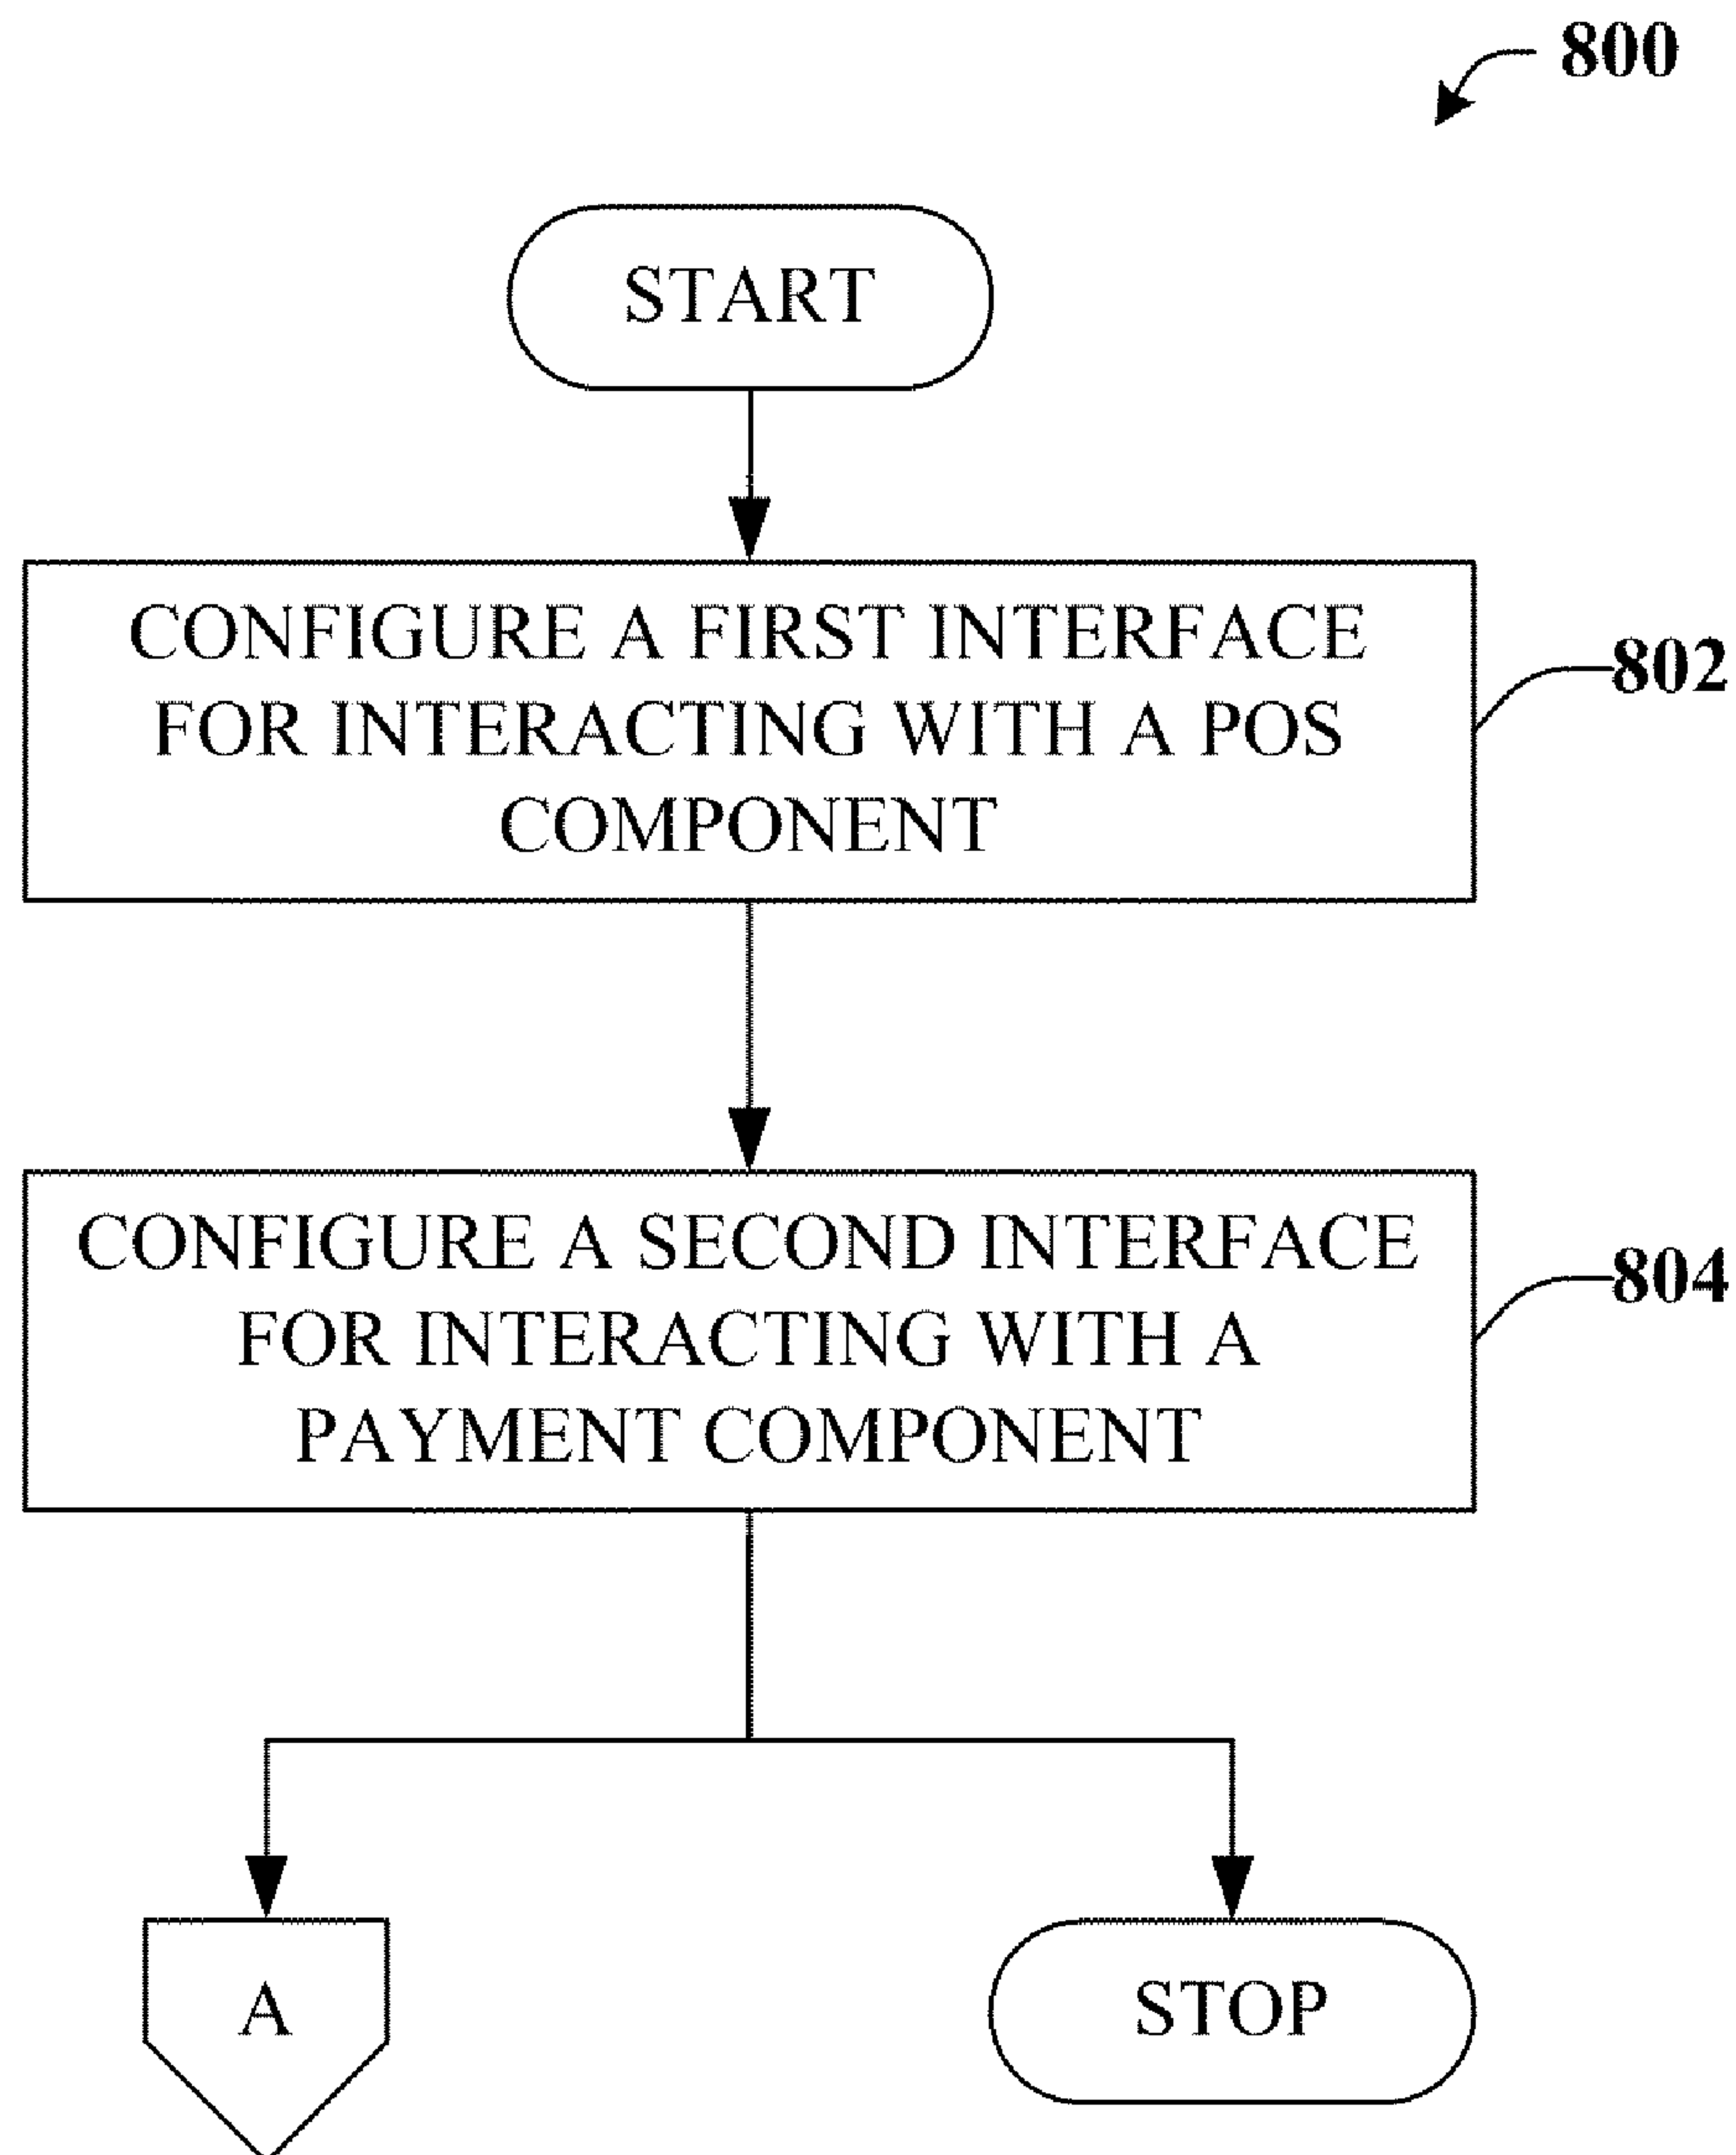 800
START
CONFIGURE A FIRST INTERFACE
FOR INTERACTING WITH A POS
COMPONENT
802
CONFIGURE A SECOND INTERFACE
FOR INTERACTING WITH A
PAYMENT COMPONENT
804
A
STOP